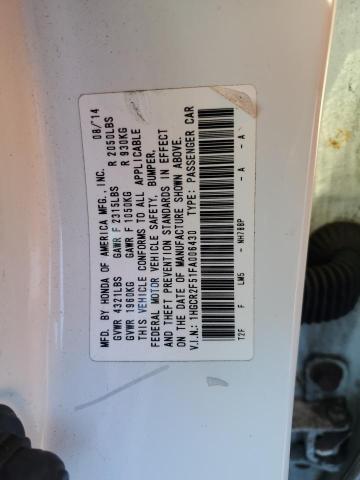 MFD. BY HONDA OF AMERICA MFG., INC. 08/14
GVWR 4321LBS GAWR F 2315LBS R 2050LBS
GVWR 1960KG GAWR F 1050KG R 930KG
THIS VEHICLE CONFORMS TO ALL APPLICABLE
FEDERAL MOTOR VEHICLE SAFETY, BUMPER,
AND THEFT PREVENTION STANDARDS IN EFFECT
ON THE DATE OF MANUFACTURE SHOWN ABOVE.
V.I.N.: 1HGCR2F51FA006430 TYPE: PASSENGER CAR
T2F F LM5 - NH788P - A - A